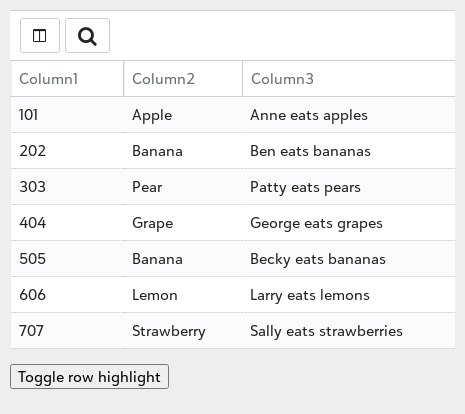 Column1 Column2 Column3
101 Apple Anne eats apples
202 Banana Ben eats bananas
303 Pear Patty eats pears
404 Grape George eats grapes
505 Banana Becky eats bananas
606 Lemon Larry eats lemons
707 Strawberry Sally eats strawberries
Toggle row highlight